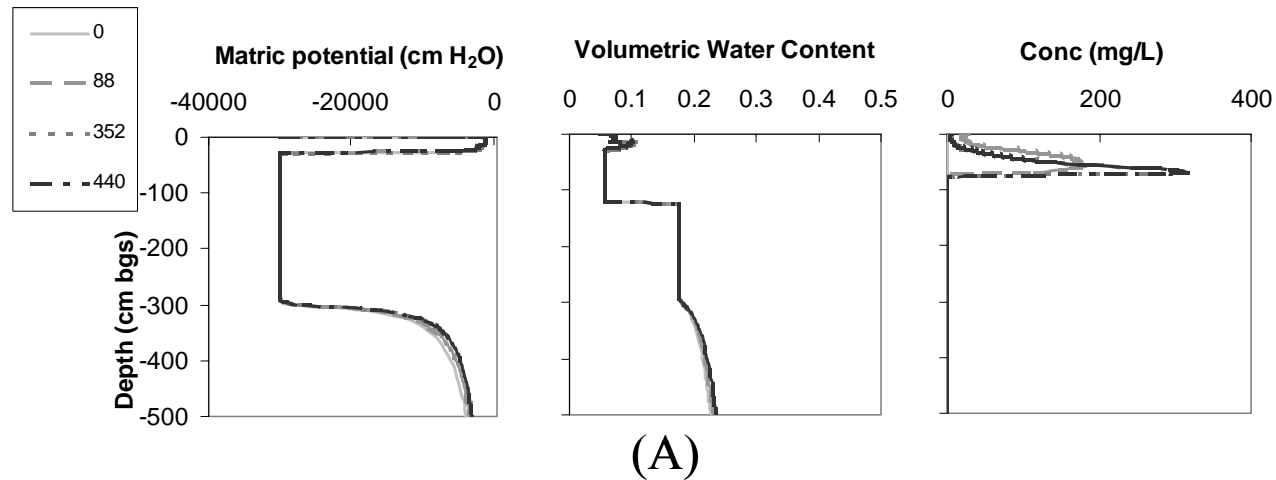 0
88
352
440
Matric potential (cm H₂O)
-40000 -20000 0
0
-100
-200
-300
-400
-500
Depth (cm bgs)
Volumetric Water Content
0 0.1 0.2 0.3 0.4 0.5
Conc (mg/L)
0 200 400
(A)